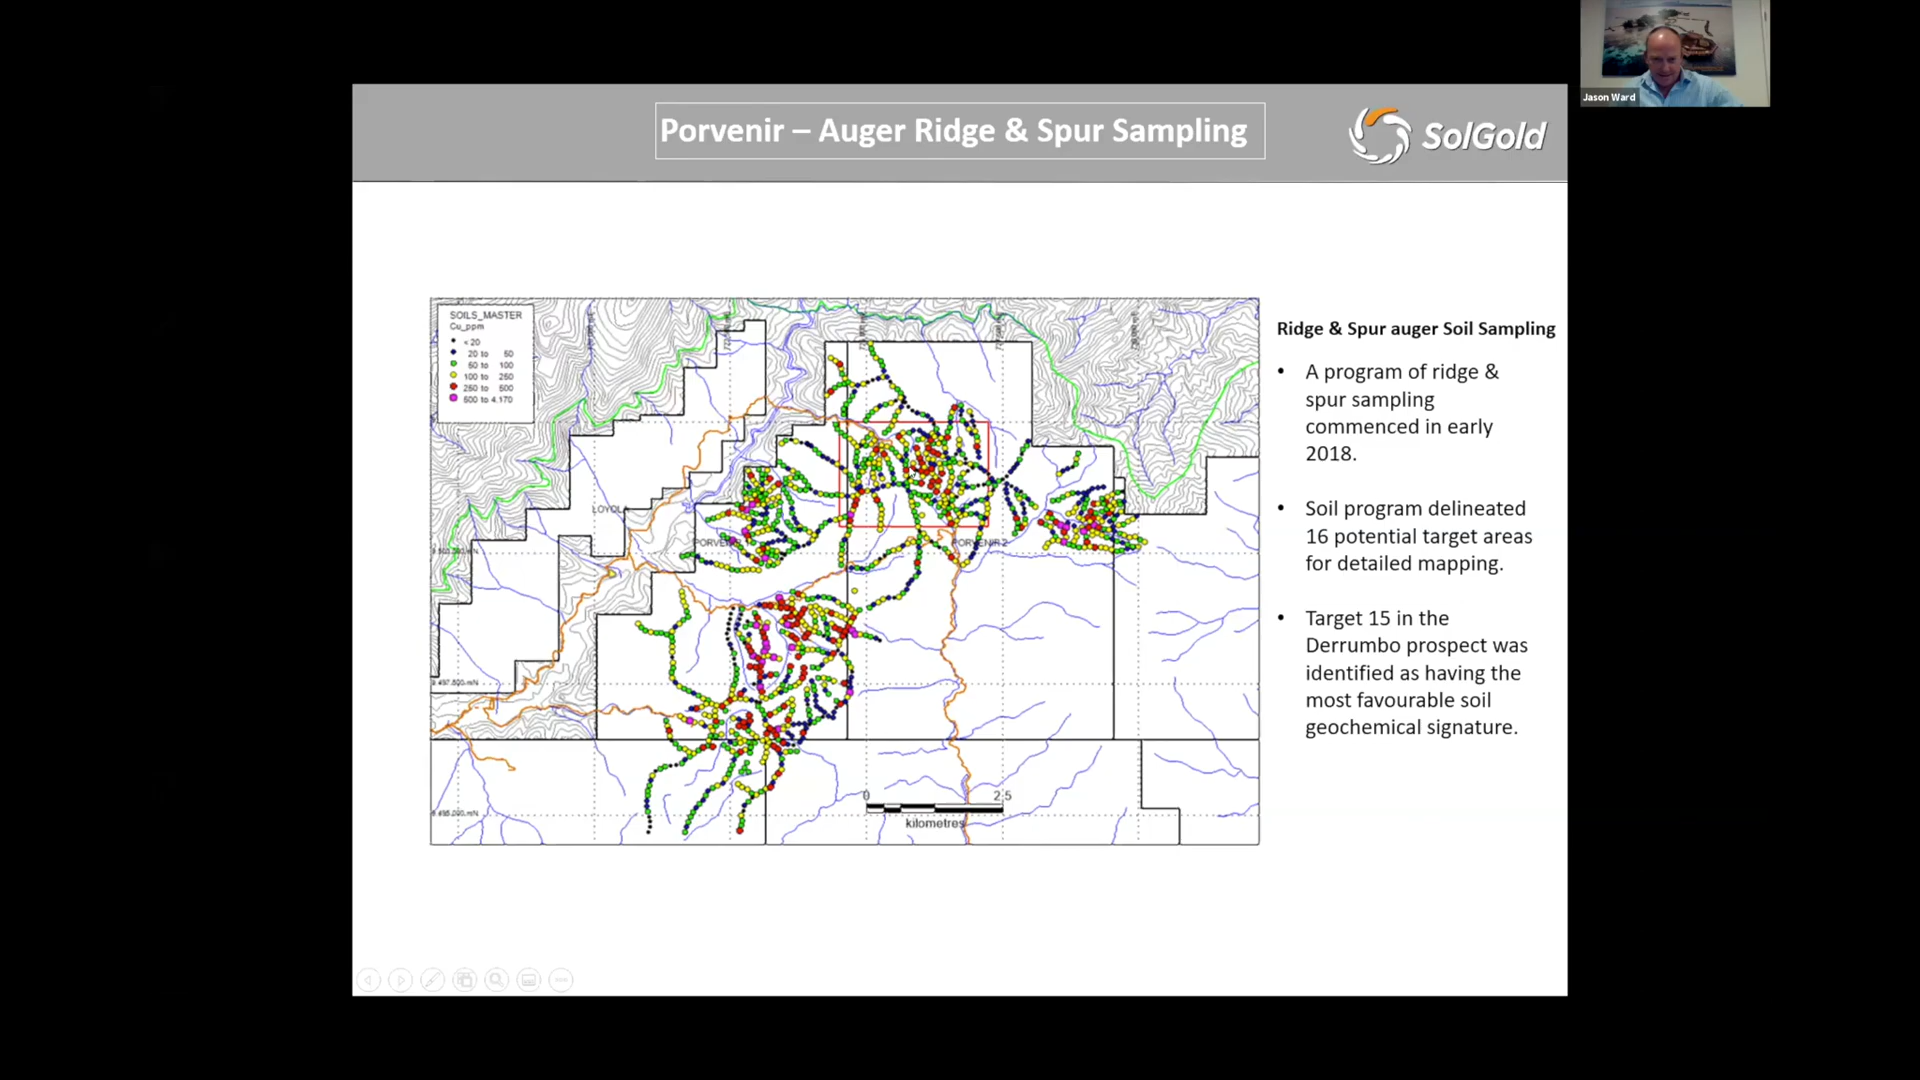 Jason Ward
Porvenir – Auger Ridge & Spur Sampling
SolGold
SOILS_MASTER
Cu_ppm
< 20
20 to 50
50 to 100
100 to 250
250 to 500
500 to 4,170
LOYOLA
PORVENIR 2
0 2.5
kilometres
Ridge & Spur auger Soil Sampling
• A program of ridge &
spur sampling
commenced in early
2018.
• Soil program delineated
16 potential target areas
for detailed mapping.
• Target 15 in the
Derrumbo prospect was
identified as having the
most favourable soil
geochemical signature.